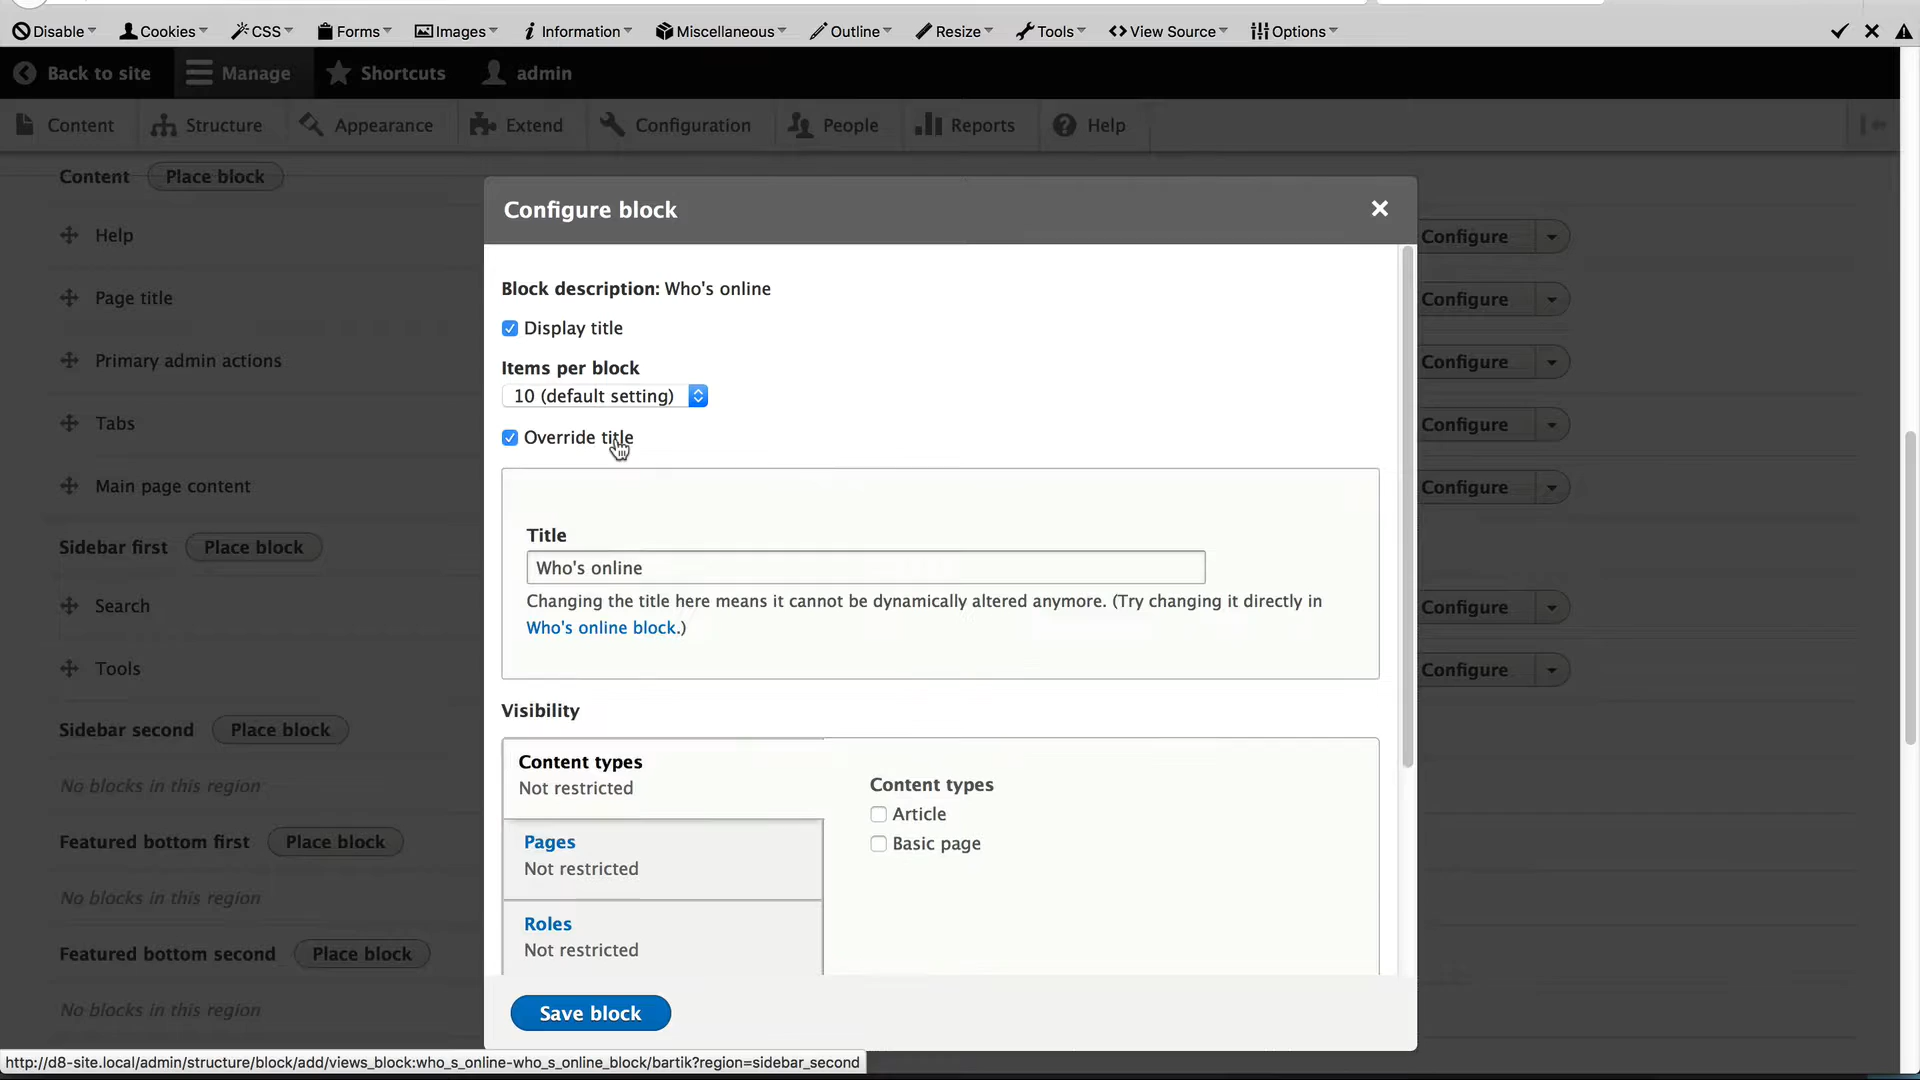 Disable Cookies CSS Forms Images Information Miscellaneous Outline Resize Tools View Source Options
Back to site Manage Shortcuts admin
Content Structure Appearance Extend Configuration People Reports Help
Content Place block
Help Configure
Page title Configure
Primary admin actions Configure
Tabs Configure
Main page content Configure
Sidebar first Place block
Search Configure
Tools Configure
Sidebar second Place block
No blocks in this region
Featured bottom first Place block
No blocks in this region
Featured bottom second Place block
No blocks in this region
Configure block
Block description: Who's online
Display title
Items per block
10 (default setting)
Override title
Title
Who's online
Changing the title here means it cannot be dynamically altered anymore. (Try changing it directly in
Who's online block.)
Visibility
Content types
Not restricted
Pages
Not restricted
Roles
Not restricted
Content types
Article
Basic page
Save block
http://d8-site.local/admin/structure/block/add/views_block:who_s_online-who_s_online_block/bartik?region=sidebar_second